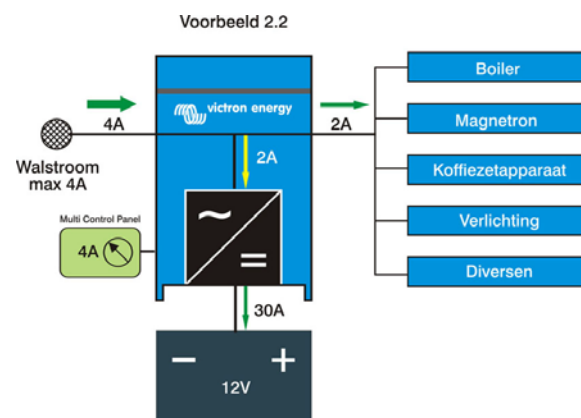 Voorbeeld 2.2
victron energy
4A
2A
Walstroom
max 4A
2A
Multi Control Panel
4A
30A
12V
Boiler
Magnetron
Koffiezetapparaat
Verlichting
Diversen